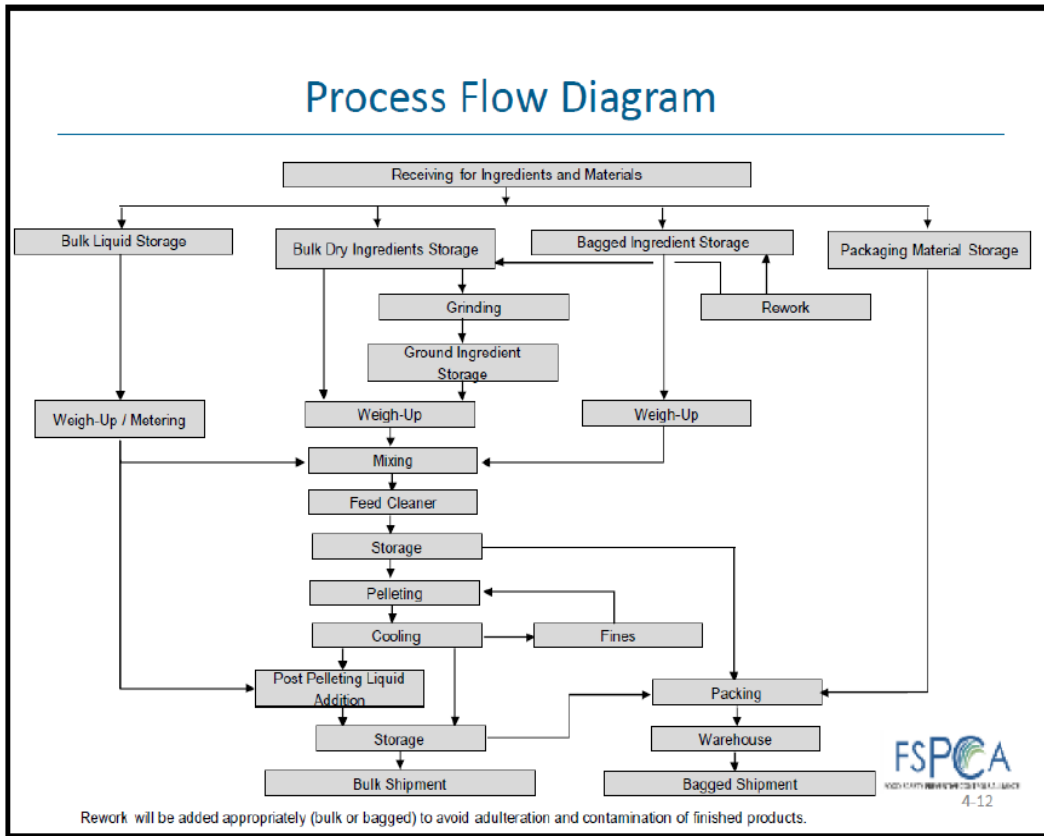 Process Flow Diagram
Receiving for Ingredients and Materials
Bulk Liquid Storage
Bulk Dry Ingredients Storage
Bagged Ingredient Storage
Packaging Material Storage
Grinding
Rework
Ground Ingredient
Storage
Weigh-Up / Metering
Weigh-Up
Weigh-Up
Mixing
Feed Cleaner
Storage
Pelleting
Cooling
Fines
Post Pelleting Liquid
Addition
Packing
Storage
Warehouse
Bulk Shipment
Bagged Shipment
FSPCA
4-12
Rework will be added appropriately (bulk or bagged) to avoid adulteration and contamination of finished products.